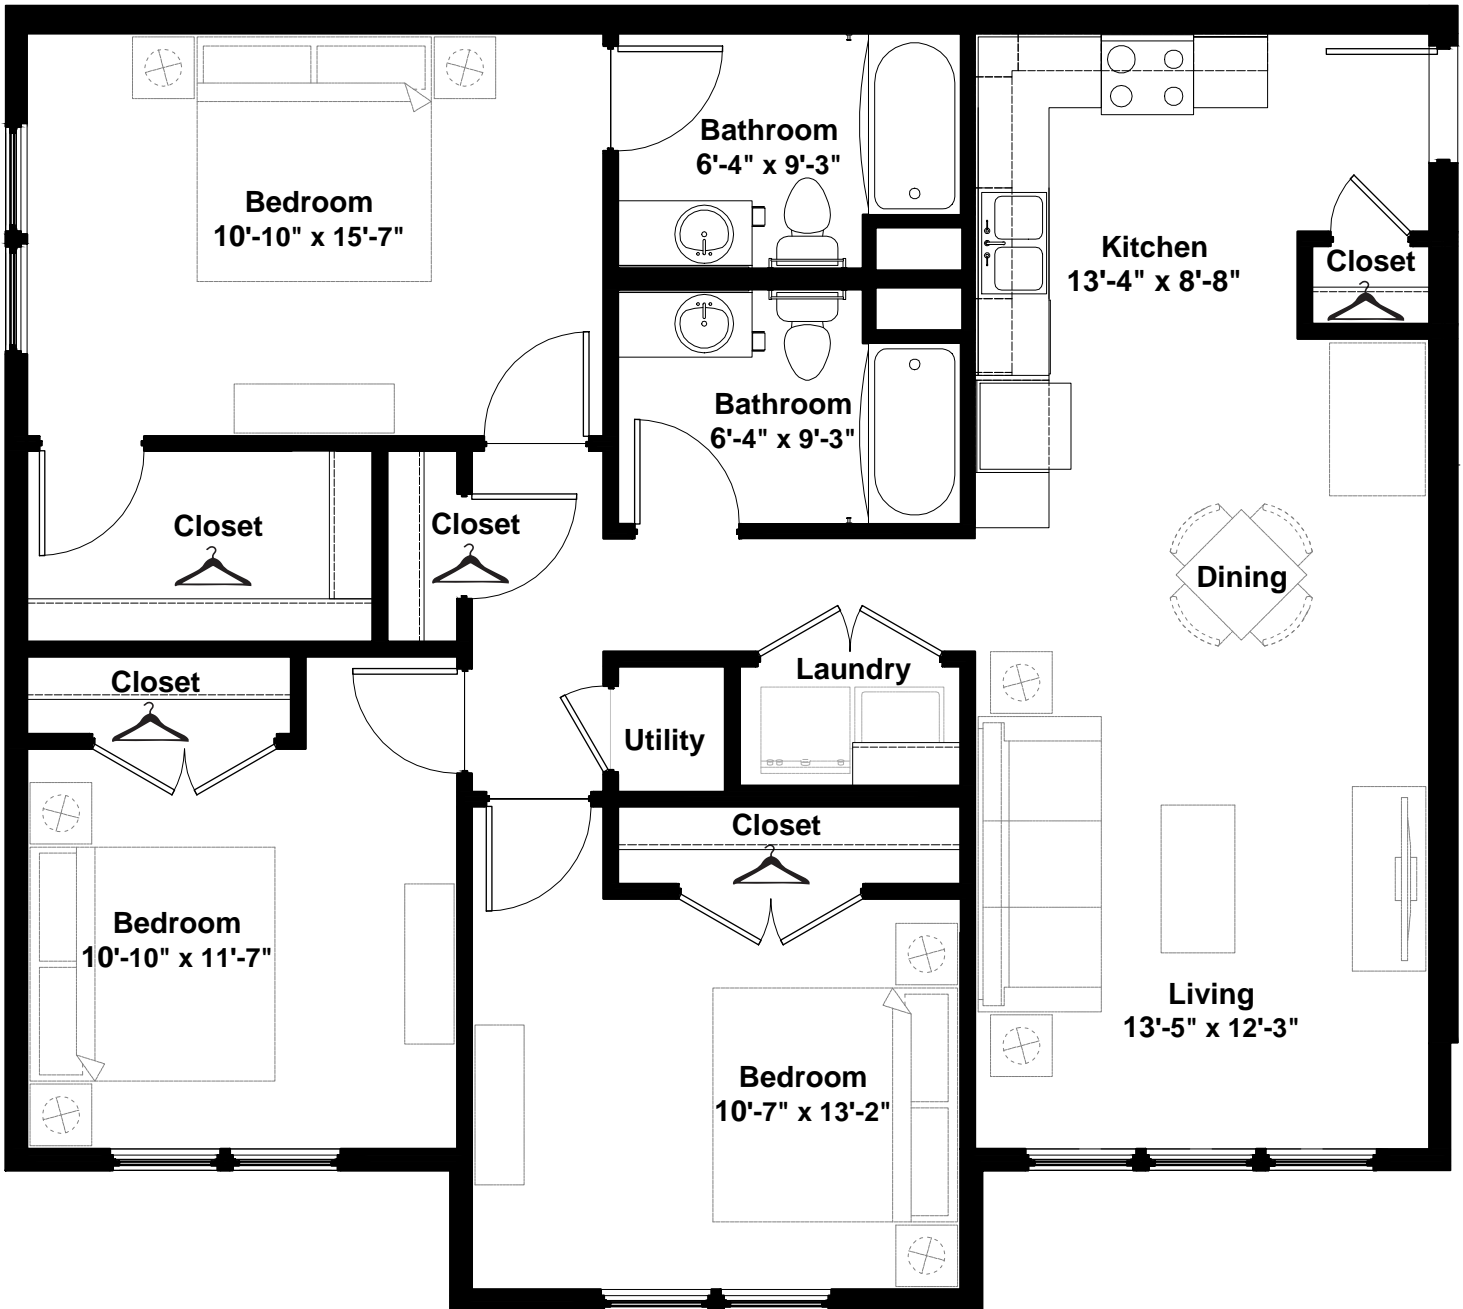 Bathroom
6'-4" x 9'-3"
Bedroom
10'-10" x 15'-7"
Kitchen
13'-4" x 8'-8"
Closet
Bathroom
6'-4" x 9'-3"
Closet
Closet
Dining
Closet
Laundry
Utility
Closet
Bedroom
10'-10" x 11'-7"
Living
13'-5" x 12'-3"
Bedroom
10'-7" x 13'-2"